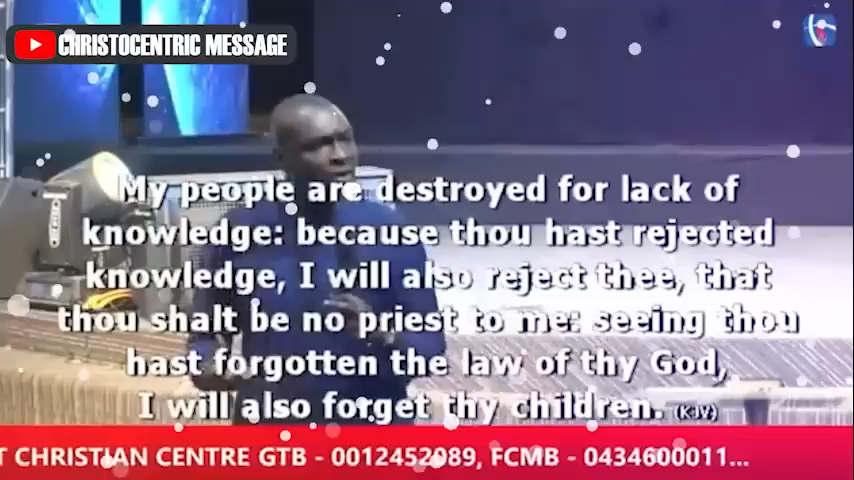 CHRISTOCENTRIC MESSAGE
My people are destroyed for lack of
knowledge: because thou hast rejected
knowledge, I will also reject thee, that
thou shalt be no priest to me: seeing thou
hast forgotten the law of thy God,
I will also forget thy children. (KJV)
T CHRISTIAN CENTRE GTB - 0012452089, FCMB - 0434600011...